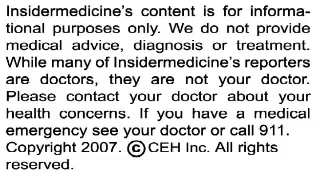 Insidermedicine's content is for informa-
tional purposes only. We do not provide
medical advice, diagnosis or treatment.
While many of Insidermedicine's reporters
are doctors, they are not your doctor.
Please contact your doctor about your
health concerns. If you have a medical
emergency see your doctor or call 911.
Copyright 2007. ©CEH Inc. All rights
reserved.